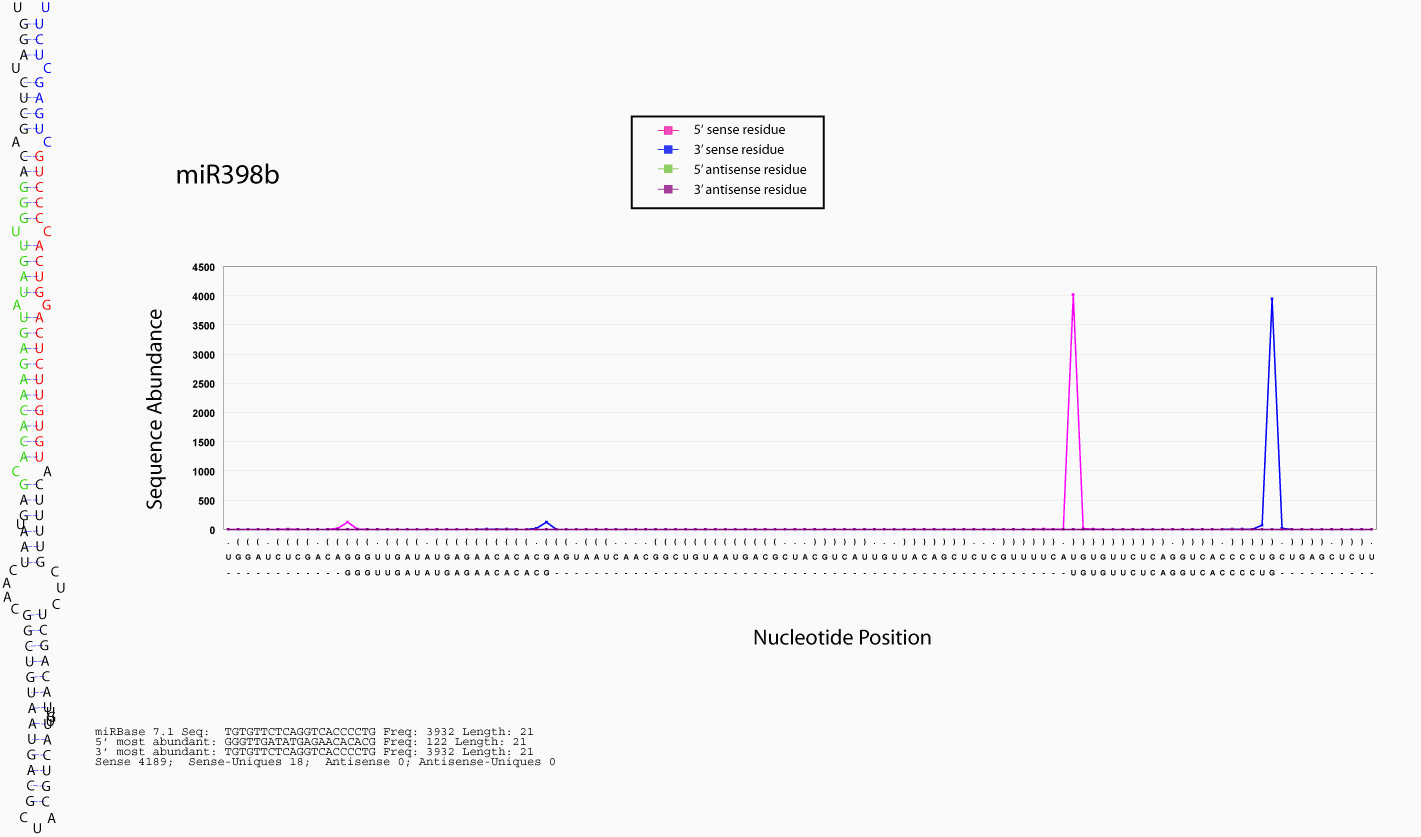 U U
G U
G C
A U
U C
C G
U A
C G
G U
A C
C G
A U
G C
G C
G C
U C
U A
G C
A U
U G
A G
U A
G C
A U
G C
A U
A U
C G
A U
C G
A U
C A
G C
A U
G U
U
A U
A U
U G
C C
A U
A C
C
G U
G C
C G
U A
G C
U A
A U
A U
U A
G C
A U
C G
G C
C A
U
miR398b
5’ sense residue
3’ sense residue
5’ antisense residue
3’ antisense residue
Sequence Abundance
4500
4000
3500
3000
2500
2000
1500
1000
500
0
UGGAUCUCGACAGGGUUGAUAUGAGAACACACGAGUAAUCAACGGCUGUAAUGACGCUACGUCAUUGUUACAGCUCUCGUUUUCAUGUGUUCUCAGGUCACCCCUGCUGAGCUCUU
------------GGGUUGAUAUGAGAACACACG----------------------------------------------------UGUGUUCUCAGGUCACCCCUG----------
Nucleotide Position
miRBase 7.1 Seq: TGTGTTCTCAGGTCACCCCTG Freq: 3932 Length: 21
5’ most abundant: GGGTTGATATGAGAACACACG Freq: 122 Length: 21
3’ most abundant: TGTGTTCTCAGGTCACCCCTG Freq: 3932 Length: 21
Sense 4189; Sense-Uniques 18; Antisense 0; Antisense-Uniques 0